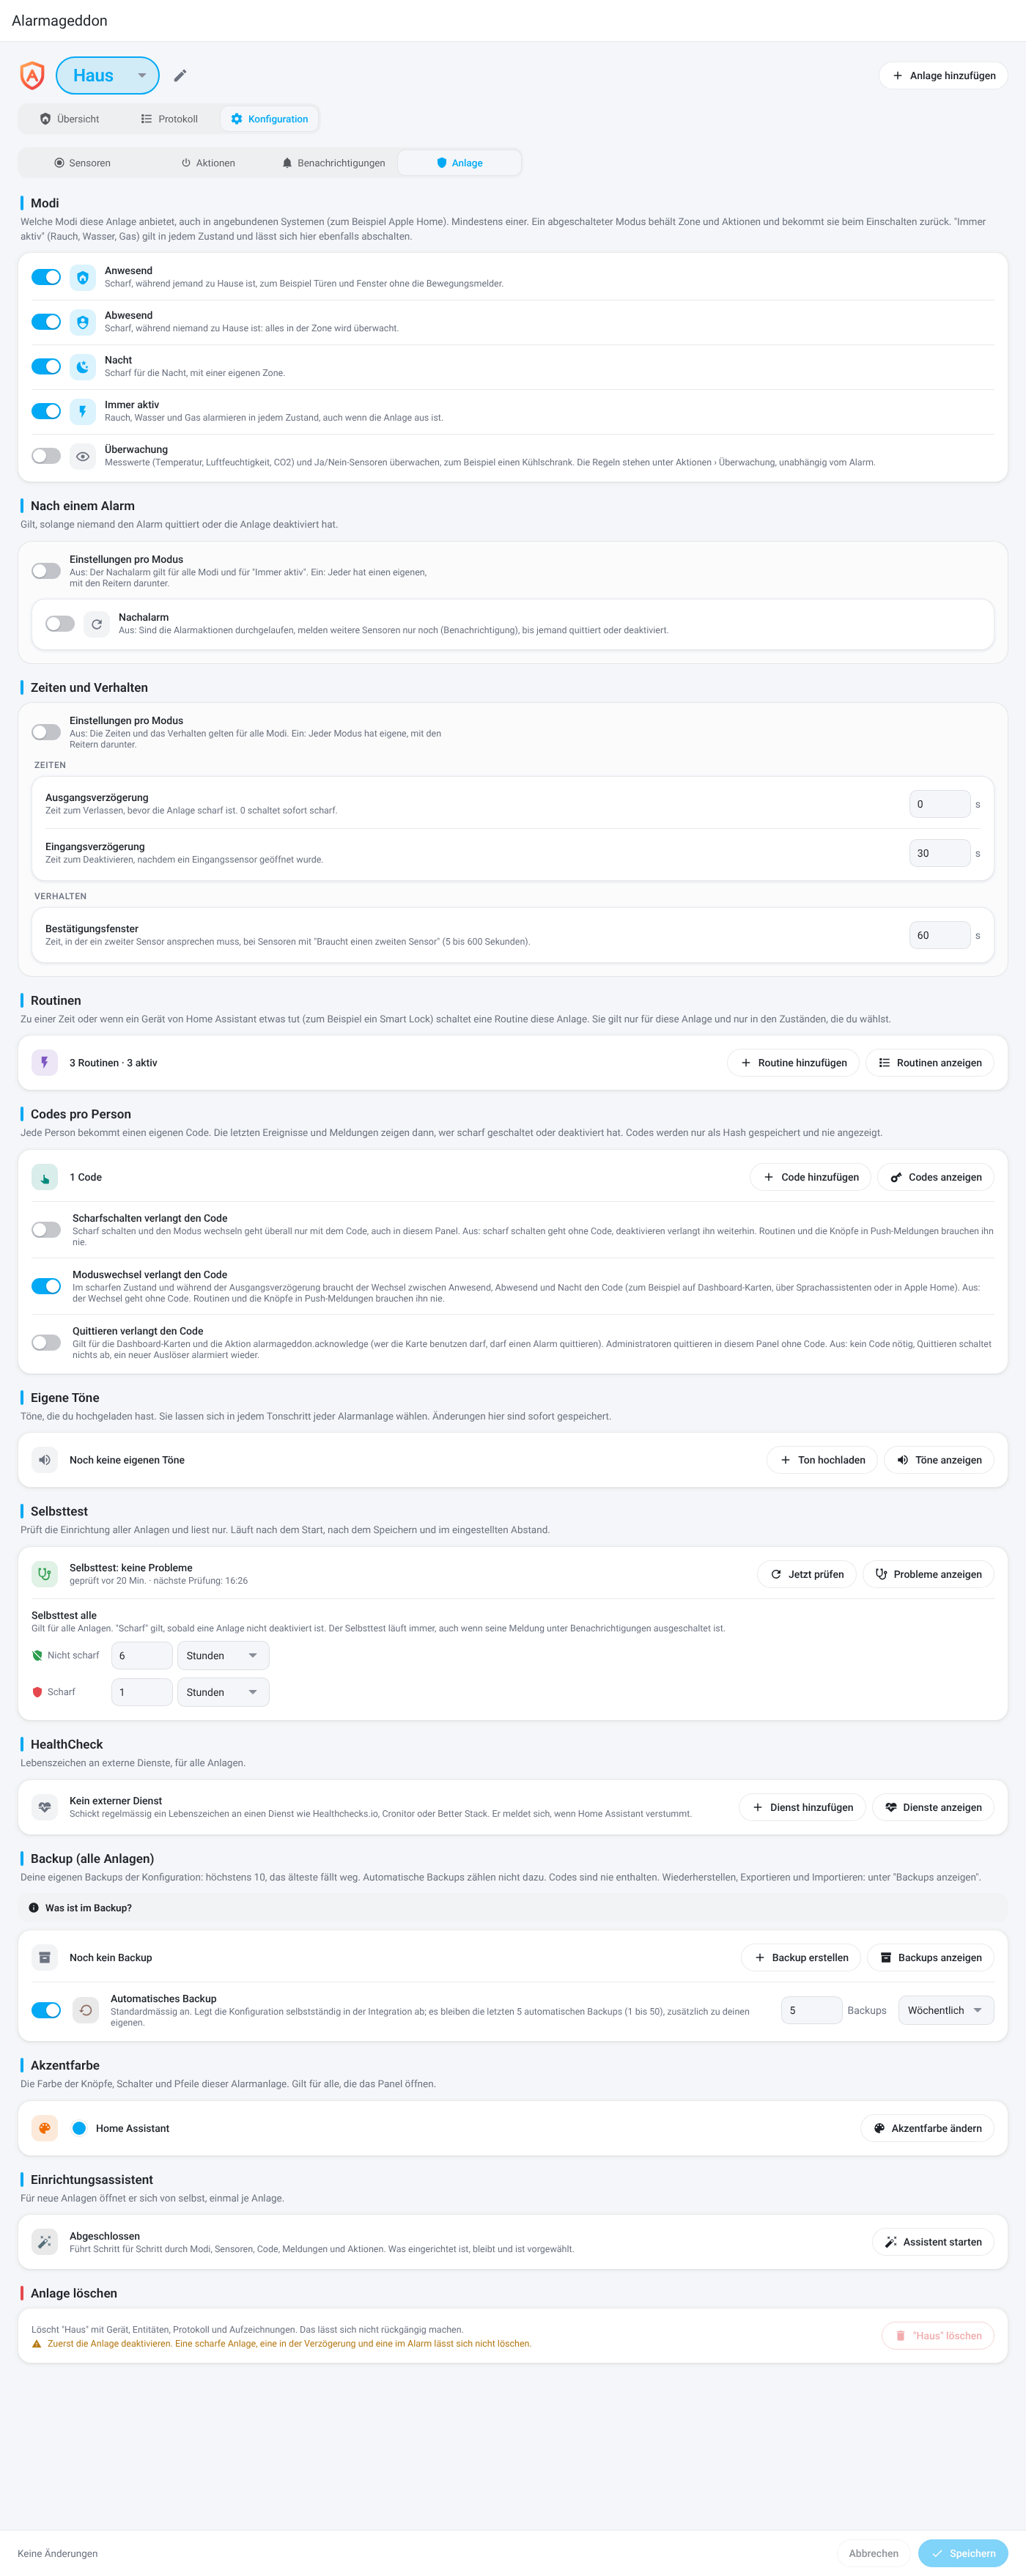 Alarmageddon
Haus
Anlage hinzufügen
Übersicht
Protokoll
Konfiguration
Sensoren
Aktionen
Benachrichtigungen
Anlage
Modi
Welche Modi diese Anlage anbietet, auch in angebundenen Systemen (zum Beispiel Apple Home). Mindestens einer. Ein abgeschalteter Modus behält Zone und Aktionen und bekommt sie beim Einschalten zurück. "Immer
aktiv" (Rauch, Wasser, Gas) gilt in jedem Zustand und lässt sich hier ebenfalls abschalten.
Anwesend
Scharf, während jemand zu Hause ist, zum Beispiel Türen und Fenster ohne die Bewegungsmelder.
Abwesend
Scharf, während niemand zu Hause ist: alles in der Zone wird überwacht.
Nacht
Scharf für die Nacht, mit einer eigenen Zone.
Immer aktiv
Rauch, Wasser und Gas alarmieren in jedem Zustand, auch wenn die Anlage aus ist.
Überwachung
Messwerte (Temperatur, Luftfeuchtigkeit, CO2) und Ja/Nein-Sensoren überwachen, zum Beispiel einen Kühlschrank. Die Regeln stehen unter Aktionen › Überwachung, unabhängig vom Alarm.
Nach einem Alarm
Gilt, solange niemand den Alarm quittiert oder die Anlage deaktiviert hat.
Einstellungen pro Modus
Aus: Der Nachalarm gilt für alle Modi und für "Immer aktiv". Ein: Jeder hat einen eigenen,
mit den Reitern darunter.
Nachalarm
Aus: Sind die Alarmaktionen durchgelaufen, melden weitere Sensoren nur noch (Benachrichtigung), bis jemand quittiert oder deaktiviert.
Zeiten und Verhalten
Einstellungen pro Modus
Aus: Die Zeiten und das Verhalten gelten für alle Modi. Ein: Jeder Modus hat eigene, mit den
Reitern darunter.
ZEITEN
Ausgangsverzögerung
Zeit zum Verlassen, bevor die Anlage scharf ist. 0 schaltet sofort scharf.
0 s
Eingangsverzögerung
Zeit zum Deaktivieren, nachdem ein Eingangssensor geöffnet wurde.
30 s
VERHALTEN
Bestätigungsfenster
Zeit, in der ein zweiter Sensor ansprechen muss, bei Sensoren mit "Braucht einen zweiten Sensor" (5 bis 600 Sekunden).
60 s
Routinen
Zu einer Zeit oder wenn ein Gerät von Home Assistant etwas tut (zum Beispiel ein Smart Lock) schaltet eine Routine diese Anlage. Sie gilt nur für diese Anlage und nur in den Zuständen, die du wählst.
3 Routinen · 3 aktiv
Routine hinzufügen
Routinen anzeigen
Codes pro Person
Jede Person bekommt einen eigenen Code. Die letzten Ereignisse und Meldungen zeigen dann, wer scharf geschaltet oder deaktiviert hat. Codes werden nur als Hash gespeichert und nie angezeigt.
1 Code
Code hinzufügen
Codes anzeigen
Scharfschalten verlangt den Code
Scharf schalten und den Modus wechseln geht überall nur mit dem Code, auch in diesem Panel. Aus: scharf schalten geht ohne Code, deaktivieren verlangt ihn weiterhin. Routinen und die Knöpfe in Push-Meldungen brauchen ihn
nie.
Moduswechsel verlangt den Code
Im scharfen Zustand und während der Ausgangsverzögerung braucht der Wechsel zwischen Anwesend, Abwesend und Nacht den Code (zum Beispiel auf Dashboard-Karten, über Sprachassistenten oder in Apple Home). Aus:
der Wechsel geht ohne Code. Routinen und die Knöpfe in Push-Meldungen brauchen ihn nie.
Quittieren verlangt den Code
Gilt für die Dashboard-Karten und die Aktion alarmageddon.acknowledge (wer die Karte benutzen darf, darf einen Alarm quittieren). Administratoren quittieren in diesem Panel ohne Code. Aus: kein Code nötig, Quittieren schaltet
nichts ab, ein neuer Auslöser alarmiert wieder.
Eigene Töne
Töne, die du hochgeladen hast. Sie lassen sich in jedem Tonschritt jeder Alarmanlage wählen. Änderungen hier sind sofort gespeichert.
Noch keine eigenen Töne
Ton hochladen
Töne anzeigen
Selbsttest
Prüft die Einrichtung aller Anlagen und liest nur. Läuft nach dem Start, nach dem Speichern und im eingestellten Abstand.
Selbsttest: keine Probleme
geprüft vor 20 Min. · nächste Prüfung: 16:26
Jetzt prüfen
Probleme anzeigen
Selbsttest alle
Gilt für alle Anlagen. "Scharf" gilt, sobald eine Anlage nicht deaktiviert ist. Der Selbsttest läuft immer, auch wenn seine Meldung unter Benachrichtigungen ausgeschaltet ist.
Nicht scharf 6 Stunden
Scharf 1 Stunden
HealthCheck
Lebenszeichen an externe Dienste, für alle Anlagen.
Kein externer Dienst
Schickt regelmässig ein Lebenszeichen an einen Dienst wie Healthchecks.io, Cronitor oder Better Stack. Er meldet sich, wenn Home Assistant verstummt.
Dienst hinzufügen
Dienste anzeigen
Backup (alle Anlagen)
Deine eigenen Backups der Konfiguration: höchstens 10, das älteste fällt weg. Automatische Backups zählen nicht dazu. Codes sind nie enthalten. Wiederherstellen, Exportieren und Importieren: unter "Backups anzeigen".
Was ist im Backup?
Noch kein Backup
Backup erstellen
Backups anzeigen
Automatisches Backup
Standardmässig an. Legt die Konfiguration selbstständig in der Integration ab; es bleiben die letzten 5 automatischen Backups (1 bis 50), zusätzlich zu deinen
eigenen.
5 Backups
Wöchentlich
Akzentfarbe
Die Farbe der Knöpfe, Schalter und Pfeile dieser Alarmanlage. Gilt für alle, die das Panel öffnen.
Home Assistant
Akzentfarbe ändern
Einrichtungsassistent
Für neue Anlagen öffnet er sich von selbst, einmal je Anlage.
Abgeschlossen
Führt Schritt für Schritt durch Modi, Sensoren, Code, Meldungen und Aktionen. Was eingerichtet ist, bleibt und ist vorgewählt.
Assistent starten
Anlage löschen
Löscht "Haus" mit Gerät, Entitäten, Protokoll und Aufzeichnungen. Das lässt sich nicht rückgängig machen.
Zuerst die Anlage deaktivieren. Eine scharfe Anlage, eine in der Verzögerung und eine im Alarm lässt sich nicht löschen.
"Haus" löschen
Keine Änderungen
Abbrechen
Speichern